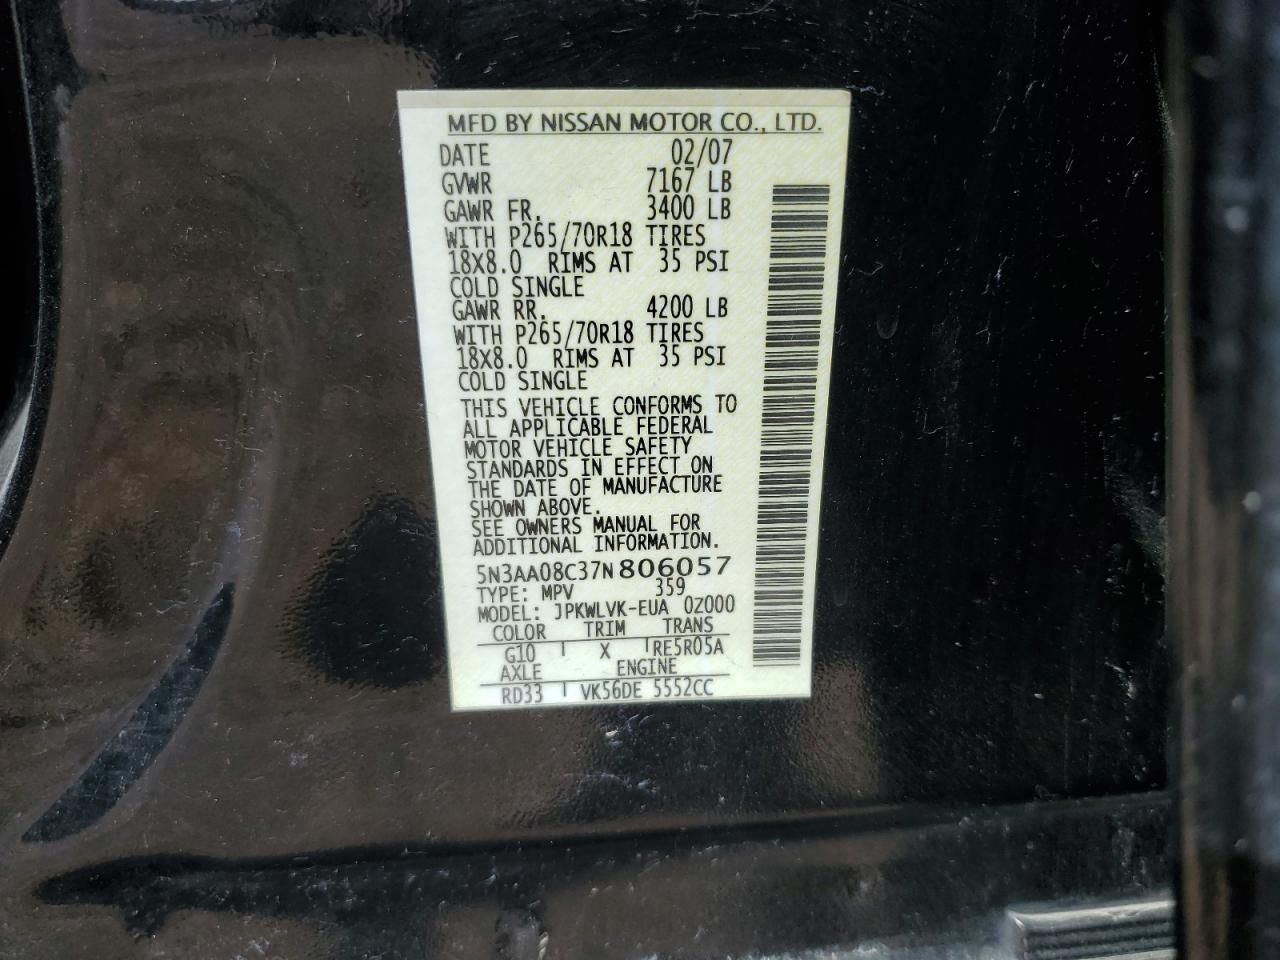 MFD BY NISSAN MOTOR CO., LTD.
DATE 02/07
GVWR 7167 LB
GAWR FR. 3400 LB
WITH P265/70R18 TIRES
18X8.0 RIMS AT 35 PSI
COLD SINGLE
GAWR RR. 4200 LB
WITH P265/70R18 TIRES
18X8.0 RIMS AT 35 PSI
COLD SINGLE
THIS VEHICLE CONFORMS TO
ALL APPLICABLE FEDERAL
MOTOR VEHICLE SAFETY
STANDARDS IN EFFECT ON
THE DATE OF MANUFACTURE
SHOWN ABOVE.
SEE OWNERS MANUAL FOR
ADDITIONAL INFORMATION.
5N3AA08C37N806057
TYPE: MPV 359
MODEL: JPKWLVK-EUA 0Z000
COLOR TRIM TRANS
G10 X RE5R05A
AXLE ENGINE
RD33 VK56DE 5552CC